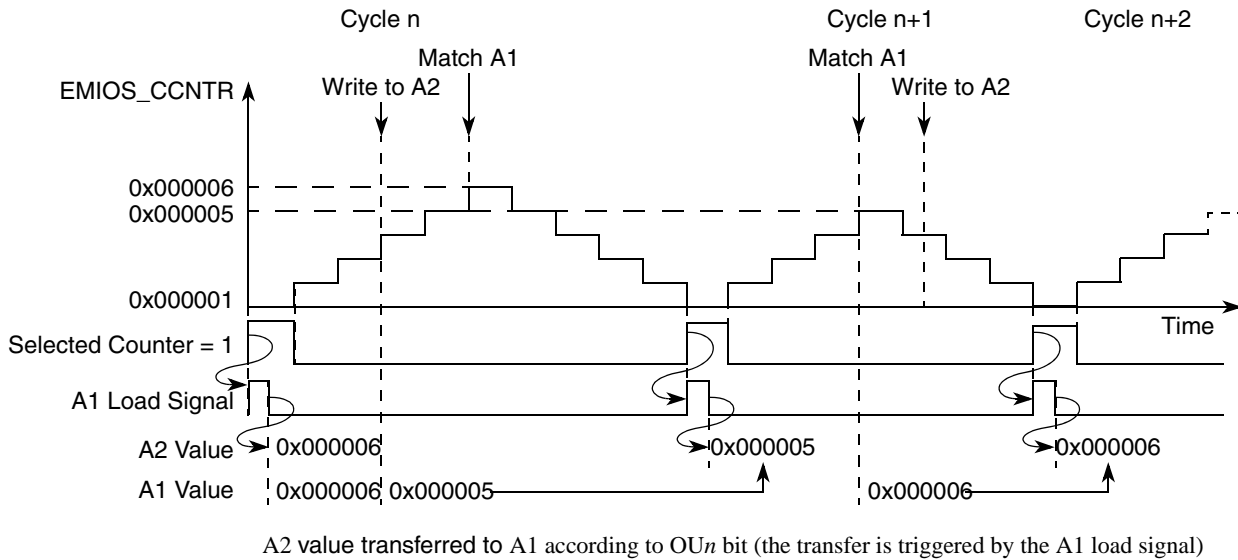 Cycle n
Cycle n+1
Cycle n+2
Match A1
Match A1
EMIOS_CCNTR
Write to A2
Write to A2
0x000006
0x000005
0x000001
Time
Selected Counter = 1
A1 Load Signal
A2 Value
0x000006
0x000005
0x000006
A1 Value
0x000006
0x000005
0x000006
A2 value transferred to A1 according to OUn bit (the transfer is triggered by the A1 load signal)